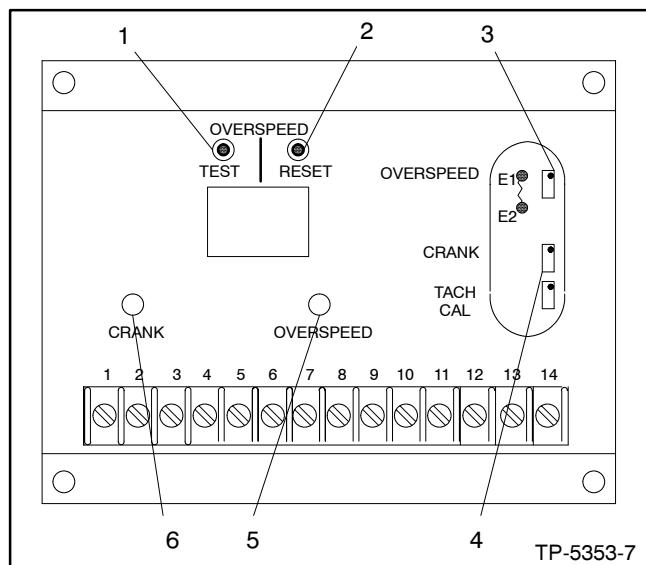 1 2 3
OVERSPEED
TEST RESET
OVERSPEED E1
E2
CRANK
TACH
CAL
CRANK OVERSPEED
1 2 3 4 5 6 7 8 9 10 11 12 13 14
6 5 4
TP-5353-7